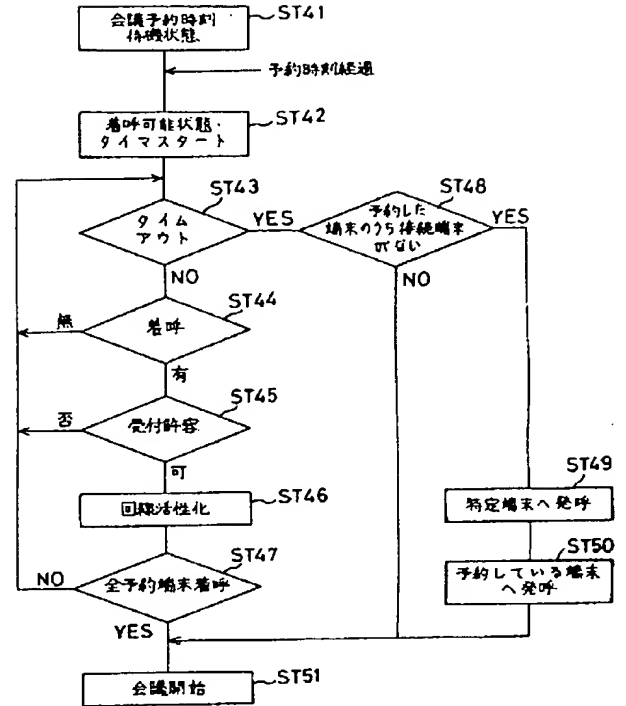 会議予約時刻
待機状態
ST41
予約時刻経過
着呼可能状態・
タイマスタート
ST42
ST43
タイム
アウト
YES
NO
ST48
予約した
端末のうち接続端末
がない
YES
NO
ST44
着呼
無
有
ST45
受付許容
否
可
ST46
回線活性化
ST47
全予約端末着呼
NO
YES
ST49
特定端末へ発呼
ST50
予約している端末
へ発呼
ST51
会議開始